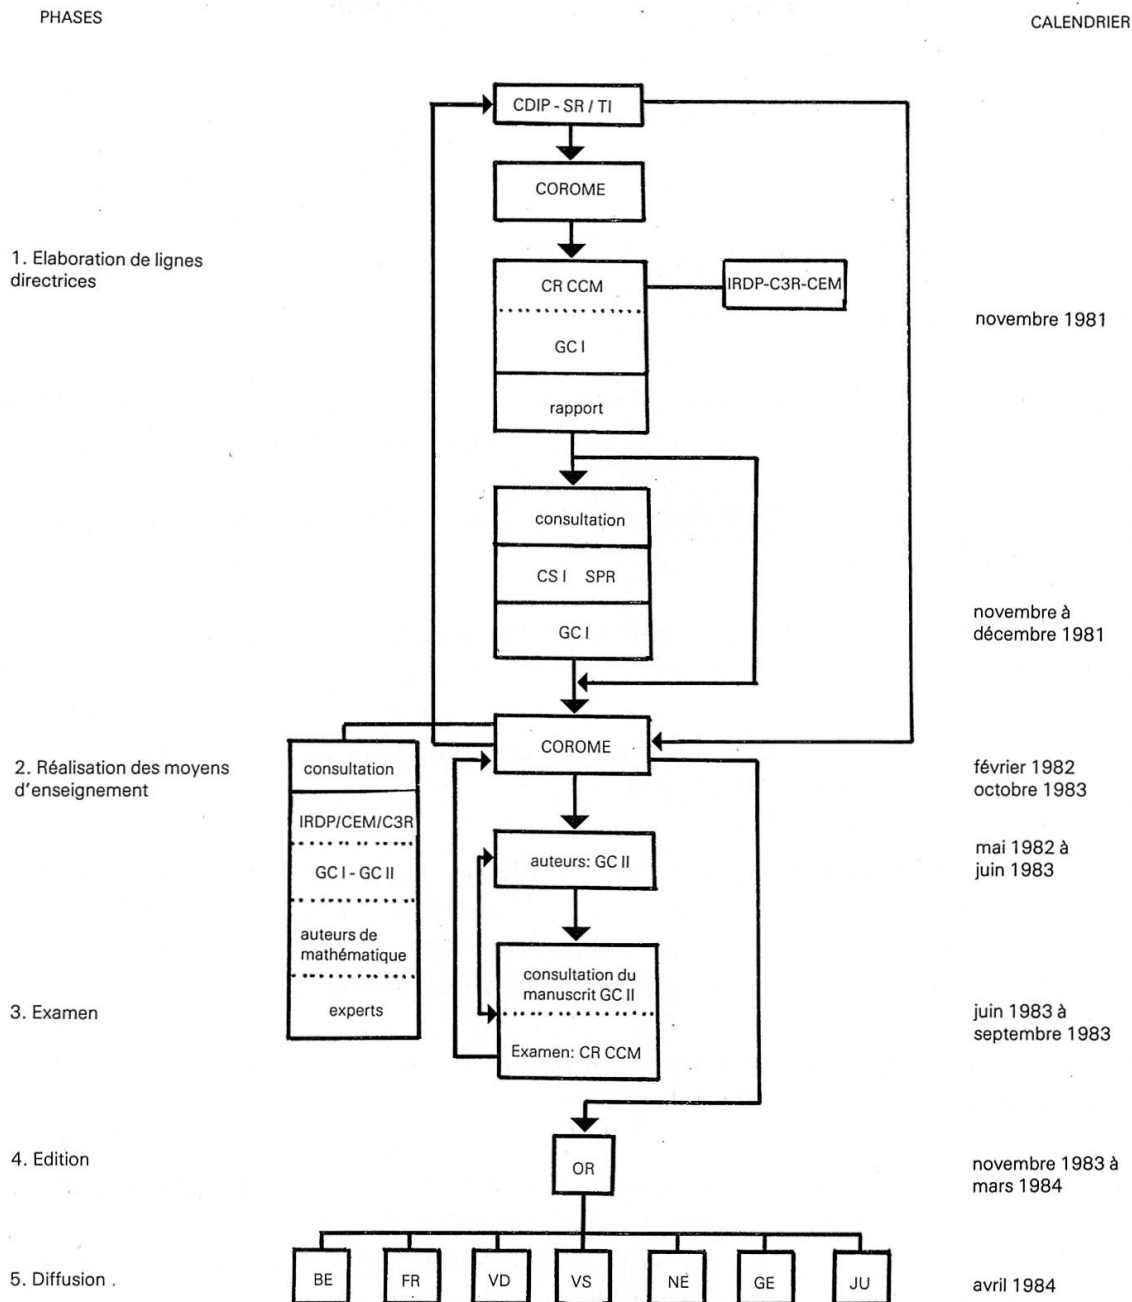 PHASES
CALENDRIER
CDIP - SR / TI
COROME
1. Elaboration de lignes
directrices
CR CCM
IRDP-C3R-CEM
GC I
novembre 1981
rapport
consultation
CS I SPR
GC I
novembre à
décembre 1981
COROME
2. Réalisation des moyens
d'enseignement
consultation
février 1982
octobre 1983
IRDP/CEM/C3R
mai 1982 à
juin 1983
auteurs: GC II
GC I - GC II
auteurs de
mathématique
consultation du
manuscrit GC II
3. Examen
experts
juin 1983 à
septembre 1983
Examen: CR CCM
4. Edition
OR
novembre 1983 à
mars 1984
5. Diffusion
BE
FR
VD
VS
NE
GE
JU
avril 1984